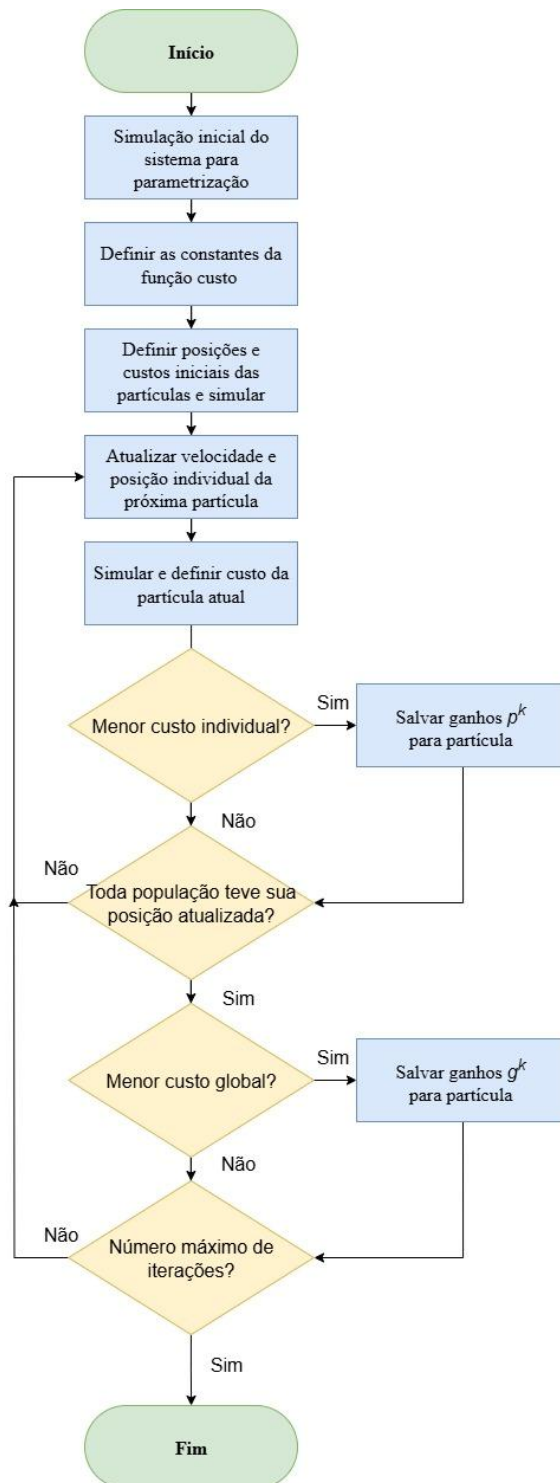 Início
Simulação inicial do
sistema para
parametrização
Definir as constantes da
função custo
Definir posições e
custos iniciais das
partículas e simular
Atualizar velocidade e
posição individual da
próxima partícula
Simular e definir custo da
partícula atual
Menor custo individual?
Sim
Salvar ganhos p^k
para partícula
Não
Não
Toda população teve sua
posição atualizada?
Sim
Menor custo global?
Sim
Salvar ganhos g^k
para partícula
Não
Não
Número máximo de
iterações?
Sim
Fim